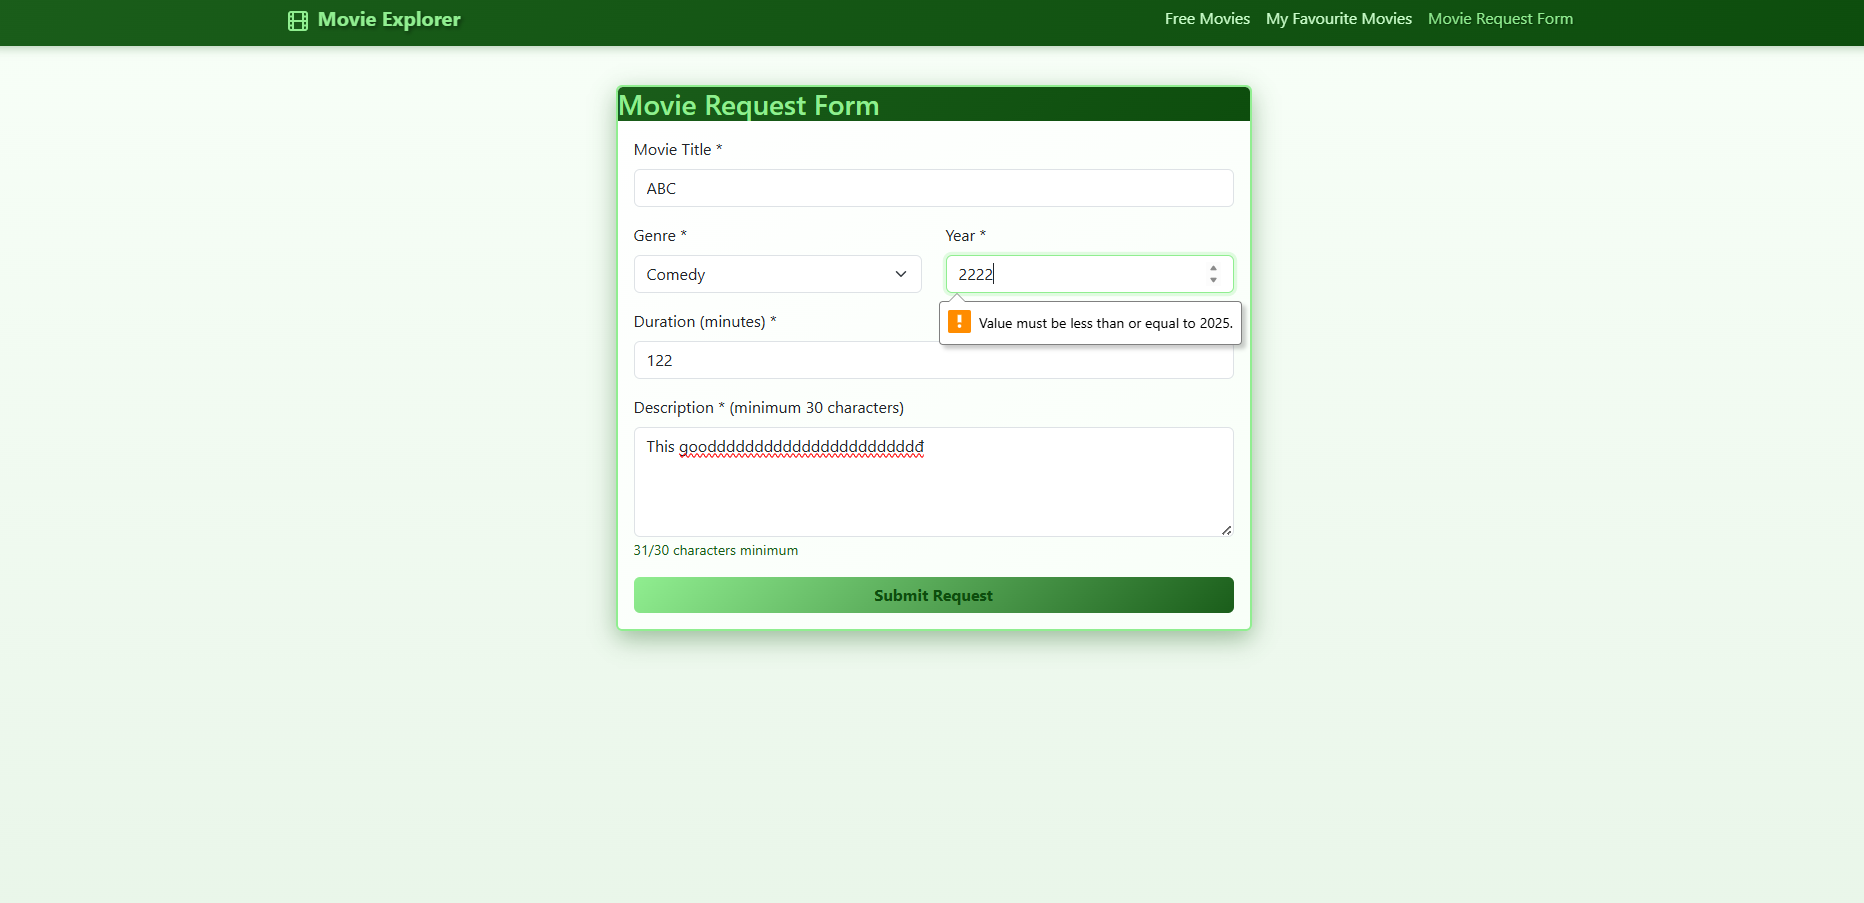 Movie Explorer
Free Movies My Favourite Movies Movie Request Form
Movie Request Form
Movie Title *
ABC
Genre * Year *
Comedy 2222
Value must be less than or equal to 2025.
Duration (minutes) *
122
Description * (minimum 30 characters)
This goodddddddddddddddddddddđ
31/30 characters minimum
Submit Request